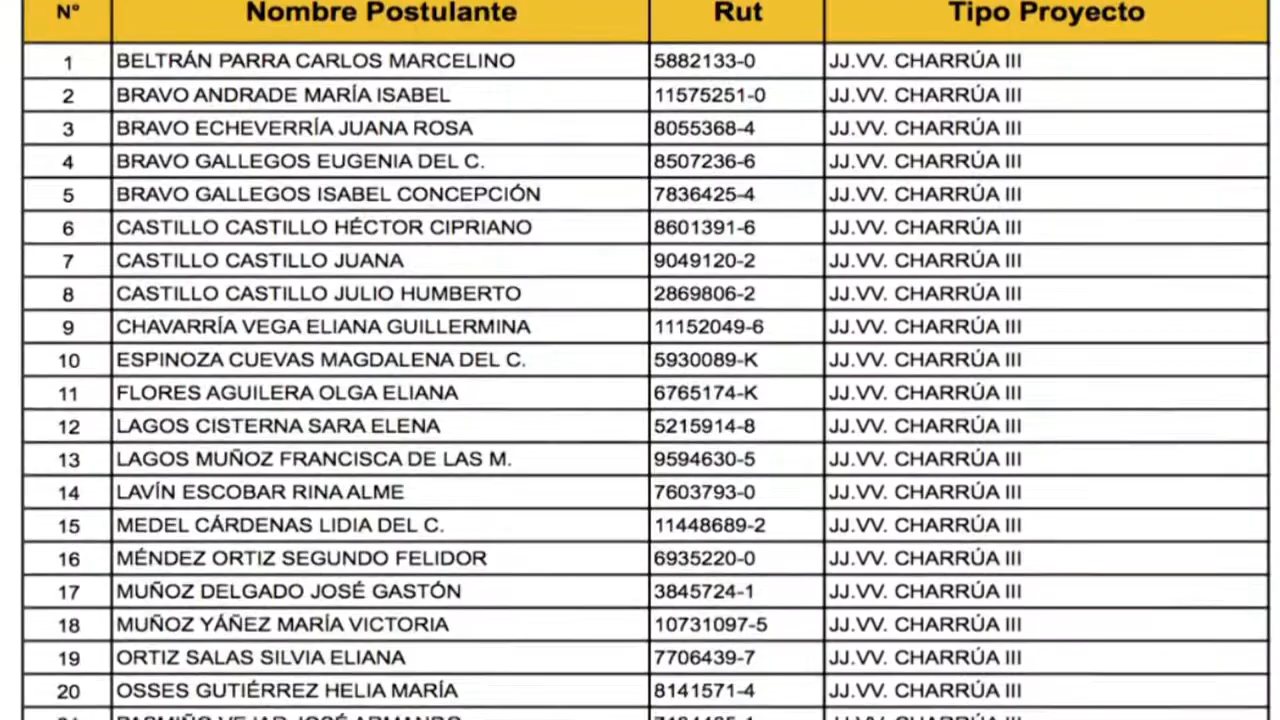 N° Nombre Postulante Rut Tipo Proyecto
1 BELTRÁN PARRA CARLOS MARCELINO 5882133-0 JJ.VV. CHARRÚA III
2 BRAVO ANDRADE MARÍA ISABEL 11575251-0 JJ.VV. CHARRÚA III
3 BRAVO ECHEVERRÍA JUANA ROSA 8055368-4 JJ.VV. CHARRÚA III
4 BRAVO GALLEGOS EUGENIA DEL C. 8507236-6 JJ.VV. CHARRÚA III
5 BRAVO GALLEGOS ISABEL CONCEPCIÓN 7836425-4 JJ.VV. CHARRÚA III
6 CASTILLO CASTILLO HÉCTOR CIPRIANO 8601391-6 JJ.VV. CHARRÚA III
7 CASTILLO CASTILLO JUANA 9049120-2 JJ.VV. CHARRÚA III
8 CASTILLO CASTILLO JULIO HUMBERTO 2869806-2 JJ.VV. CHARRÚA III
9 CHAVARRÍA VEGA ELIANA GUILLERMINA 11152049-6 JJ.VV. CHARRÚA III
10 ESPINOZA CUEVAS MAGDALENA DEL C. 5930089-K JJ.VV. CHARRÚA III
11 FLORES AGUILERA OLGA ELIANA 6765174-K JJ.VV. CHARRÚA III
12 LAGOS CISTERNA SARA ELENA 5215914-8 JJ.VV. CHARRÚA III
13 LAGOS MUÑOZ FRANCISCA DE LAS M. 9594630-5 JJ.VV. CHARRÚA III
14 LAVÍN ESCOBAR RINA ALME 7603793-0 JJ.VV. CHARRÚA III
15 MEDEL CÁRDENAS LIDIA DEL C. 11448689-2 JJ.VV. CHARRÚA III
16 MÉNDEZ ORTIZ SEGUNDO FELIDOR 6935220-0 JJ.VV. CHARRÚA III
17 MUÑOZ DELGADO JOSÉ GASTÓN 3845724-1 JJ.VV. CHARRÚA III
18 MUÑOZ YÁÑEZ MARÍA VICTORIA 10731097-5 JJ.VV. CHARRÚA III
19 ORTIZ SALAS SILVIA ELIANA 7706439-7 JJ.VV. CHARRÚA III
20 OSSES GUTIÉRREZ HELIA MARÍA 8141571-4 JJ.VV. CHARRÚA III
JOSÉ ARMANDO JJ.VV. CHARRÚA III